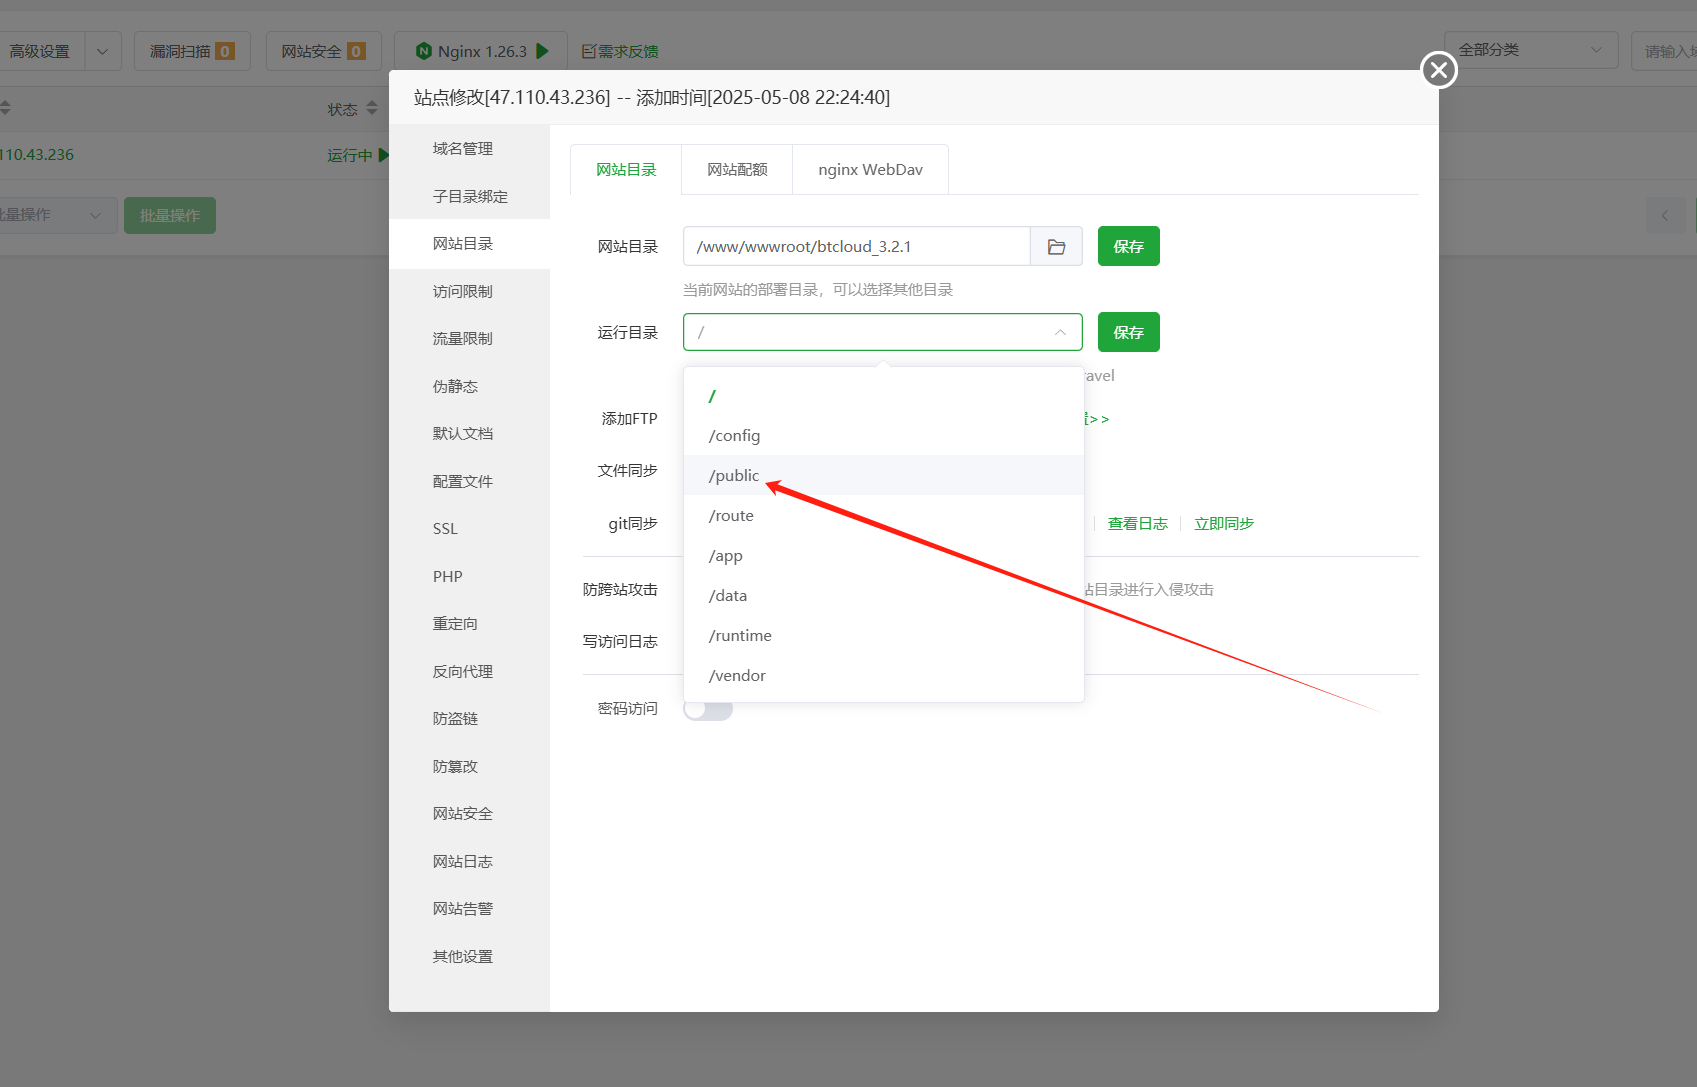 高级设置
漏洞扫描 0
网站安全 0
Nginx 1.26.3
需求反馈
全部分类
请输入
状态
110.43.236
运行中
批量操作
批量操作
站点修改[47.110.43.236] -- 添加时间[2025-05-08 22:24:40]
域名管理
子目录绑定
网站目录
访问限制
流量限制
伪静态
默认文档
配置文件
SSL
PHP
重定向
反向代理
防盗链
防篡改
网站安全
网站日志
网站告警
其他设置
网站目录
网站配额
nginx WebDav
网站目录
/www/wwwroot/btcloud_3.2.1
保存
当前网站的部署目录，可以选择其他目录
运行目录
/
保存
avel
添加FTP
>>
文件同步
git同步
查看日志
立即同步
防跨站攻击
站目录进行入侵攻击
写访问日志
密码访问
/
/config
/public
/route
/app
/data
/runtime
/vendor